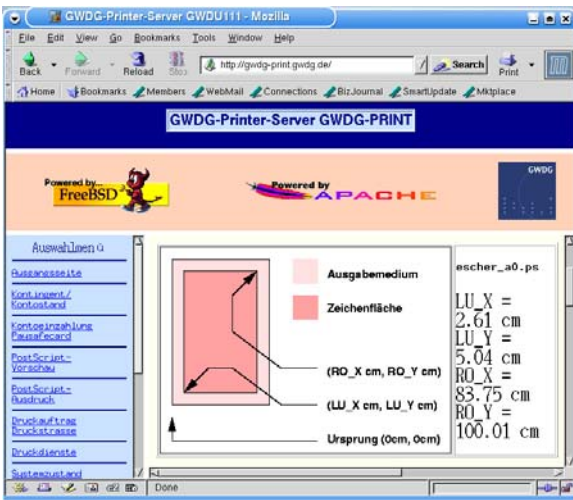 GWDG-Printer-Server GWDU111 - Mozilla
File Edit View Go Bookmarks Tools Window Help
Back Forward Reload Stop http://gwdg-print.gwdg.de/ Search Print
Home Bookmarks Members WebMail Connections BizJournal SmartUpdate Mktplace
GWDG-Printer-Server GWDG-PRINT
Powered by...
FreeBSD
Powered by
APACHE
GWDG
Auswahlmenü
Ausgangsseite
Kontingent/
Kontostand
Kontoeinzahlung
Pausafecard
PostScript-
Vorschau
PostScript-
Ausdruck
Druckauftrag
Druckstrasse
Druckdienste
Systemzustand
Ausgabemedium
Zeichenfläche
(RO_X cm, RO_Y cm)
(LU_X cm, LU_Y cm)
Ursprung (0cm, 0cm)
escher_a0.ps
LU_X =
2.61 cm
LU_Y =
5.04 cm
RO_X =
83.75 cm
RO_Y =
100.01 cm
Done